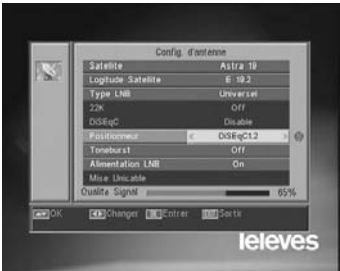 Config. d'antenne
Satellite Astra 19
Logitude Satellite E 19.2
Type LNB Universel
22K Off
DiSEqC Disable
Positionneur < DiSEqC1.2 >
Toneburst Off
Alimentation LNB On
Mise Unicable
Qualite Signal 65%
OK Changer Entrer Sortir
televes